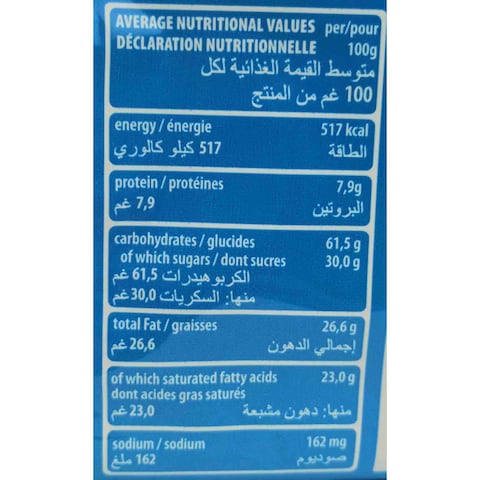 AVERAGE NUTRITIONAL VALUES per/pour
DÉCLARATION NUTRITIONNELLE 100g
متوسط القيمة الغذائية لكل
100 غم من المنتج
energy / énergie 517 kcal
الطاقة 517 كيلو كالوري
protein / protéines 7,9g
البروتين 7,9 غم
carbohydrates / glucides 61,5 g
of which sugars / dont sucres 30,0 g
الكربوهيدرات 61,5 غم
منها: السكريات 30,0 غم
total Fat / graisses 26,6 g
إجمالي الدهون 26,6 غم
of which saturated fatty acids 23,0 g
dont acides gras saturés
منها: دهون مشبعة 23,0 غم
sodium / sodium 162 mg
صوديوم 162 ملغ